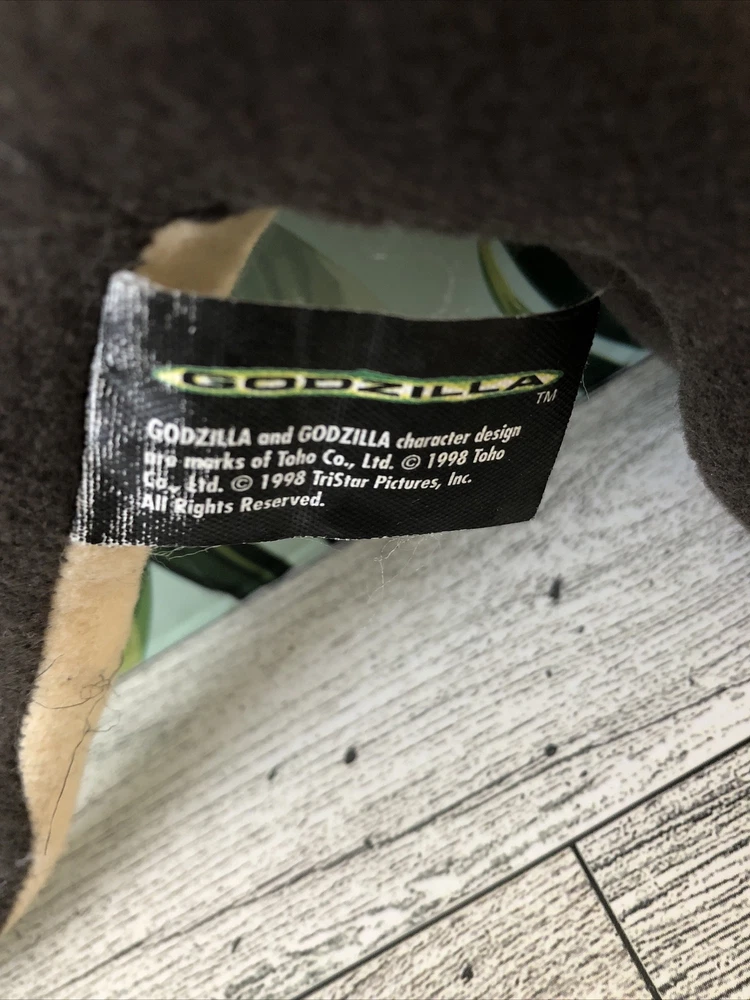 GODZILLA
TM
GODZILLA and GODZILLA character design
are marks of Toho Co., Ltd. © 1998 Toho
Co., Ltd. © 1998 TriStar Pictures, Inc.
All Rights Reserved.